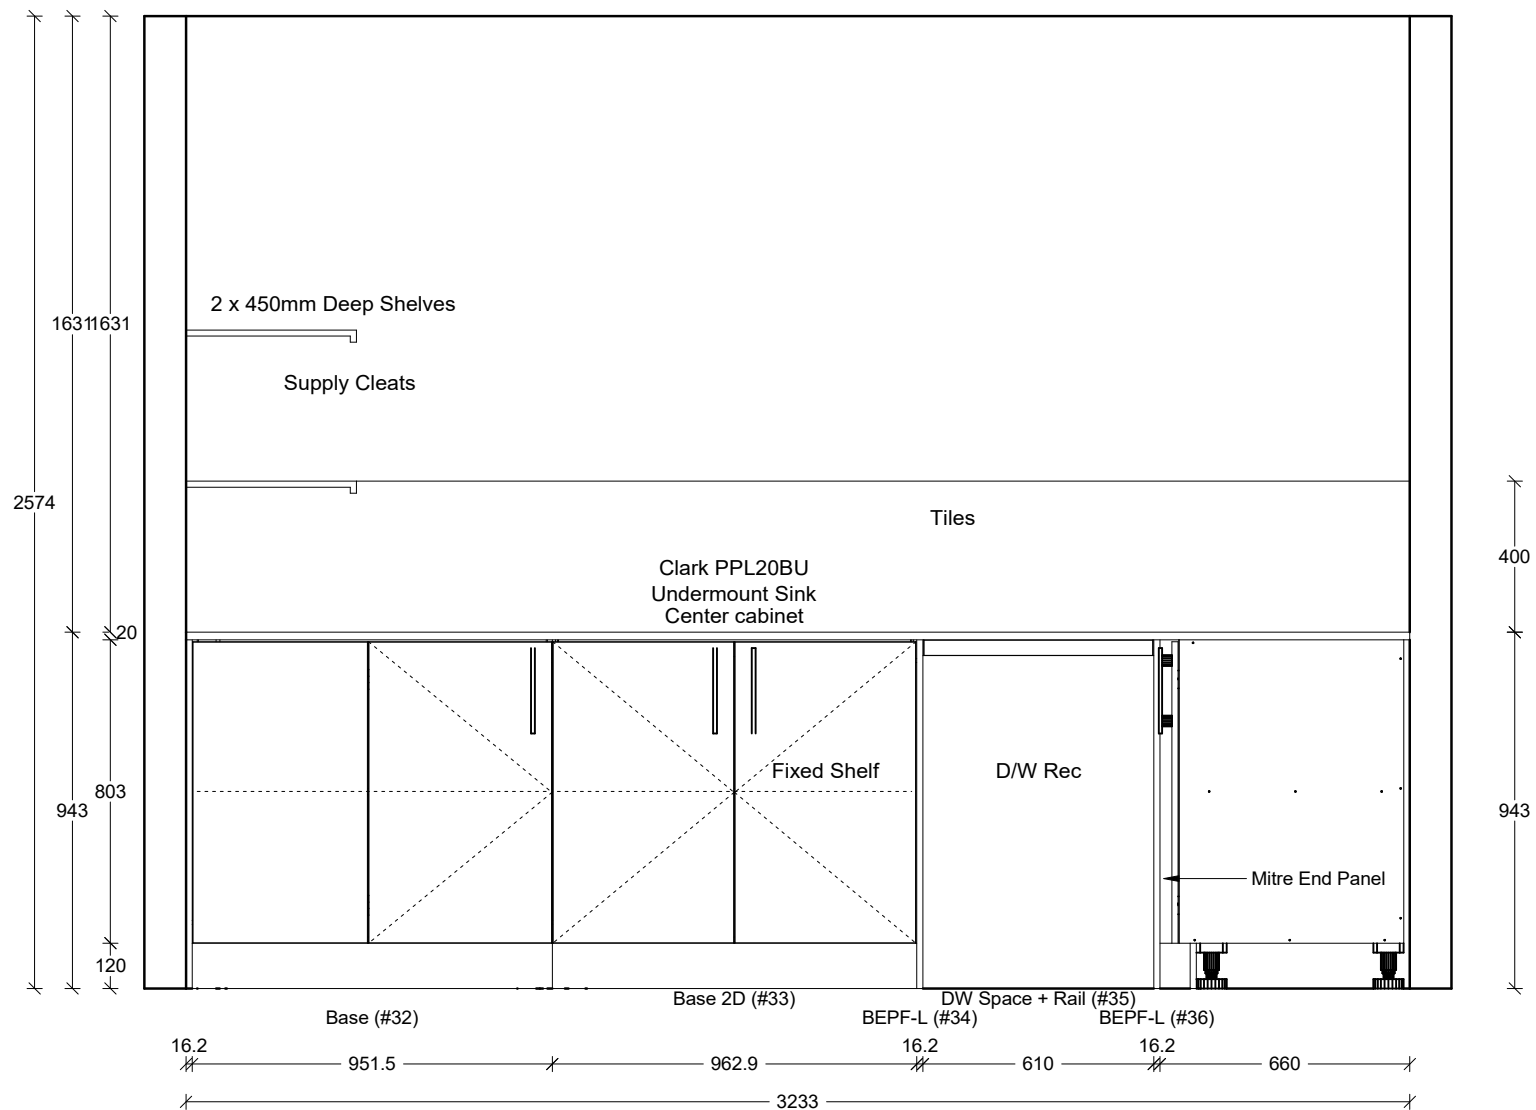 2 x 450mm Deep Shelves
1631
1631
Supply Cleats
2574
Tiles
400
Clark PPL20BU
Undermount Sink
Center cabinet
20
Fixed Shelf
D/W Rec
803
943
943
Mitre End Panel
120
Base 2D (#33)
DW Space + Rail (#35)
Base (#32)
BEPF-L (#34)
BEPF-L (#36)
16.2
16.2
16.2
951.5
962.9
610
660
3233